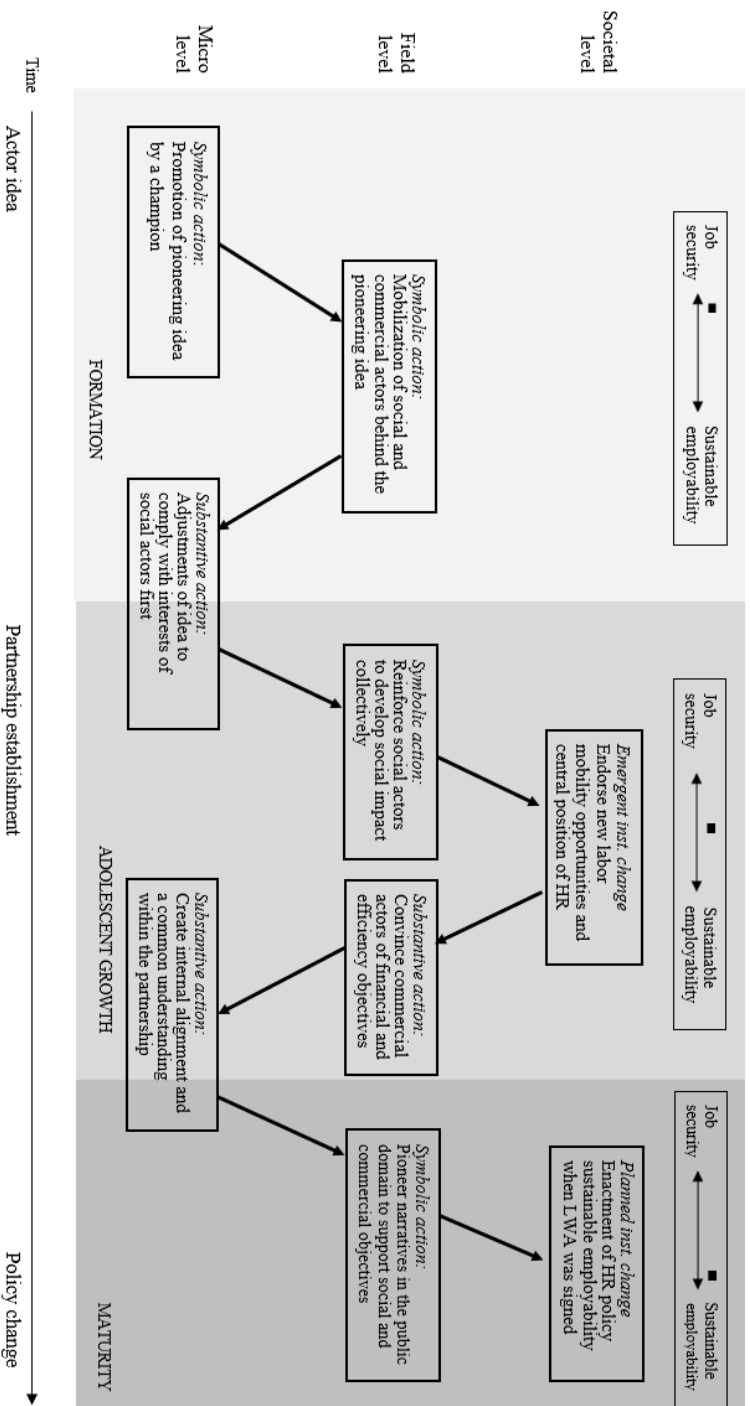 Societal
level
Field
level
Micro
level
Job
security
Sustainable
employability
Job
security
Sustainable
employability
Job
security
Sustainable
employability
Emergent inst. change
Endorse new labor
mobility opportunities and
central position of HR
Planned inst. change
Enactment of HR policy
sustainable employability
when LWA was signed
Symbolic action:
Mobilization of social and
commercial actors behind the
pioneering idea
Symbolic action:
Reinforce social actors
to develop social impact
collectively
Substantive action:
Convince commercial
actors of financial and
efficiency objectives
Symbolic action:
Pioneer narratives in the public
domain to support social and
commercial objectives
Symbolic action:
Promotion of pioneering idea
by a champion
Substantive action:
Adjustments of idea to
comply with interests of
social actors first
Substantive action:
Create internal alignment and
a common understanding
within the partnership
FORMATION
ADOLESCENT GROWTH
MATURITY
Time
Actor idea
Partnership establishment
Policy change